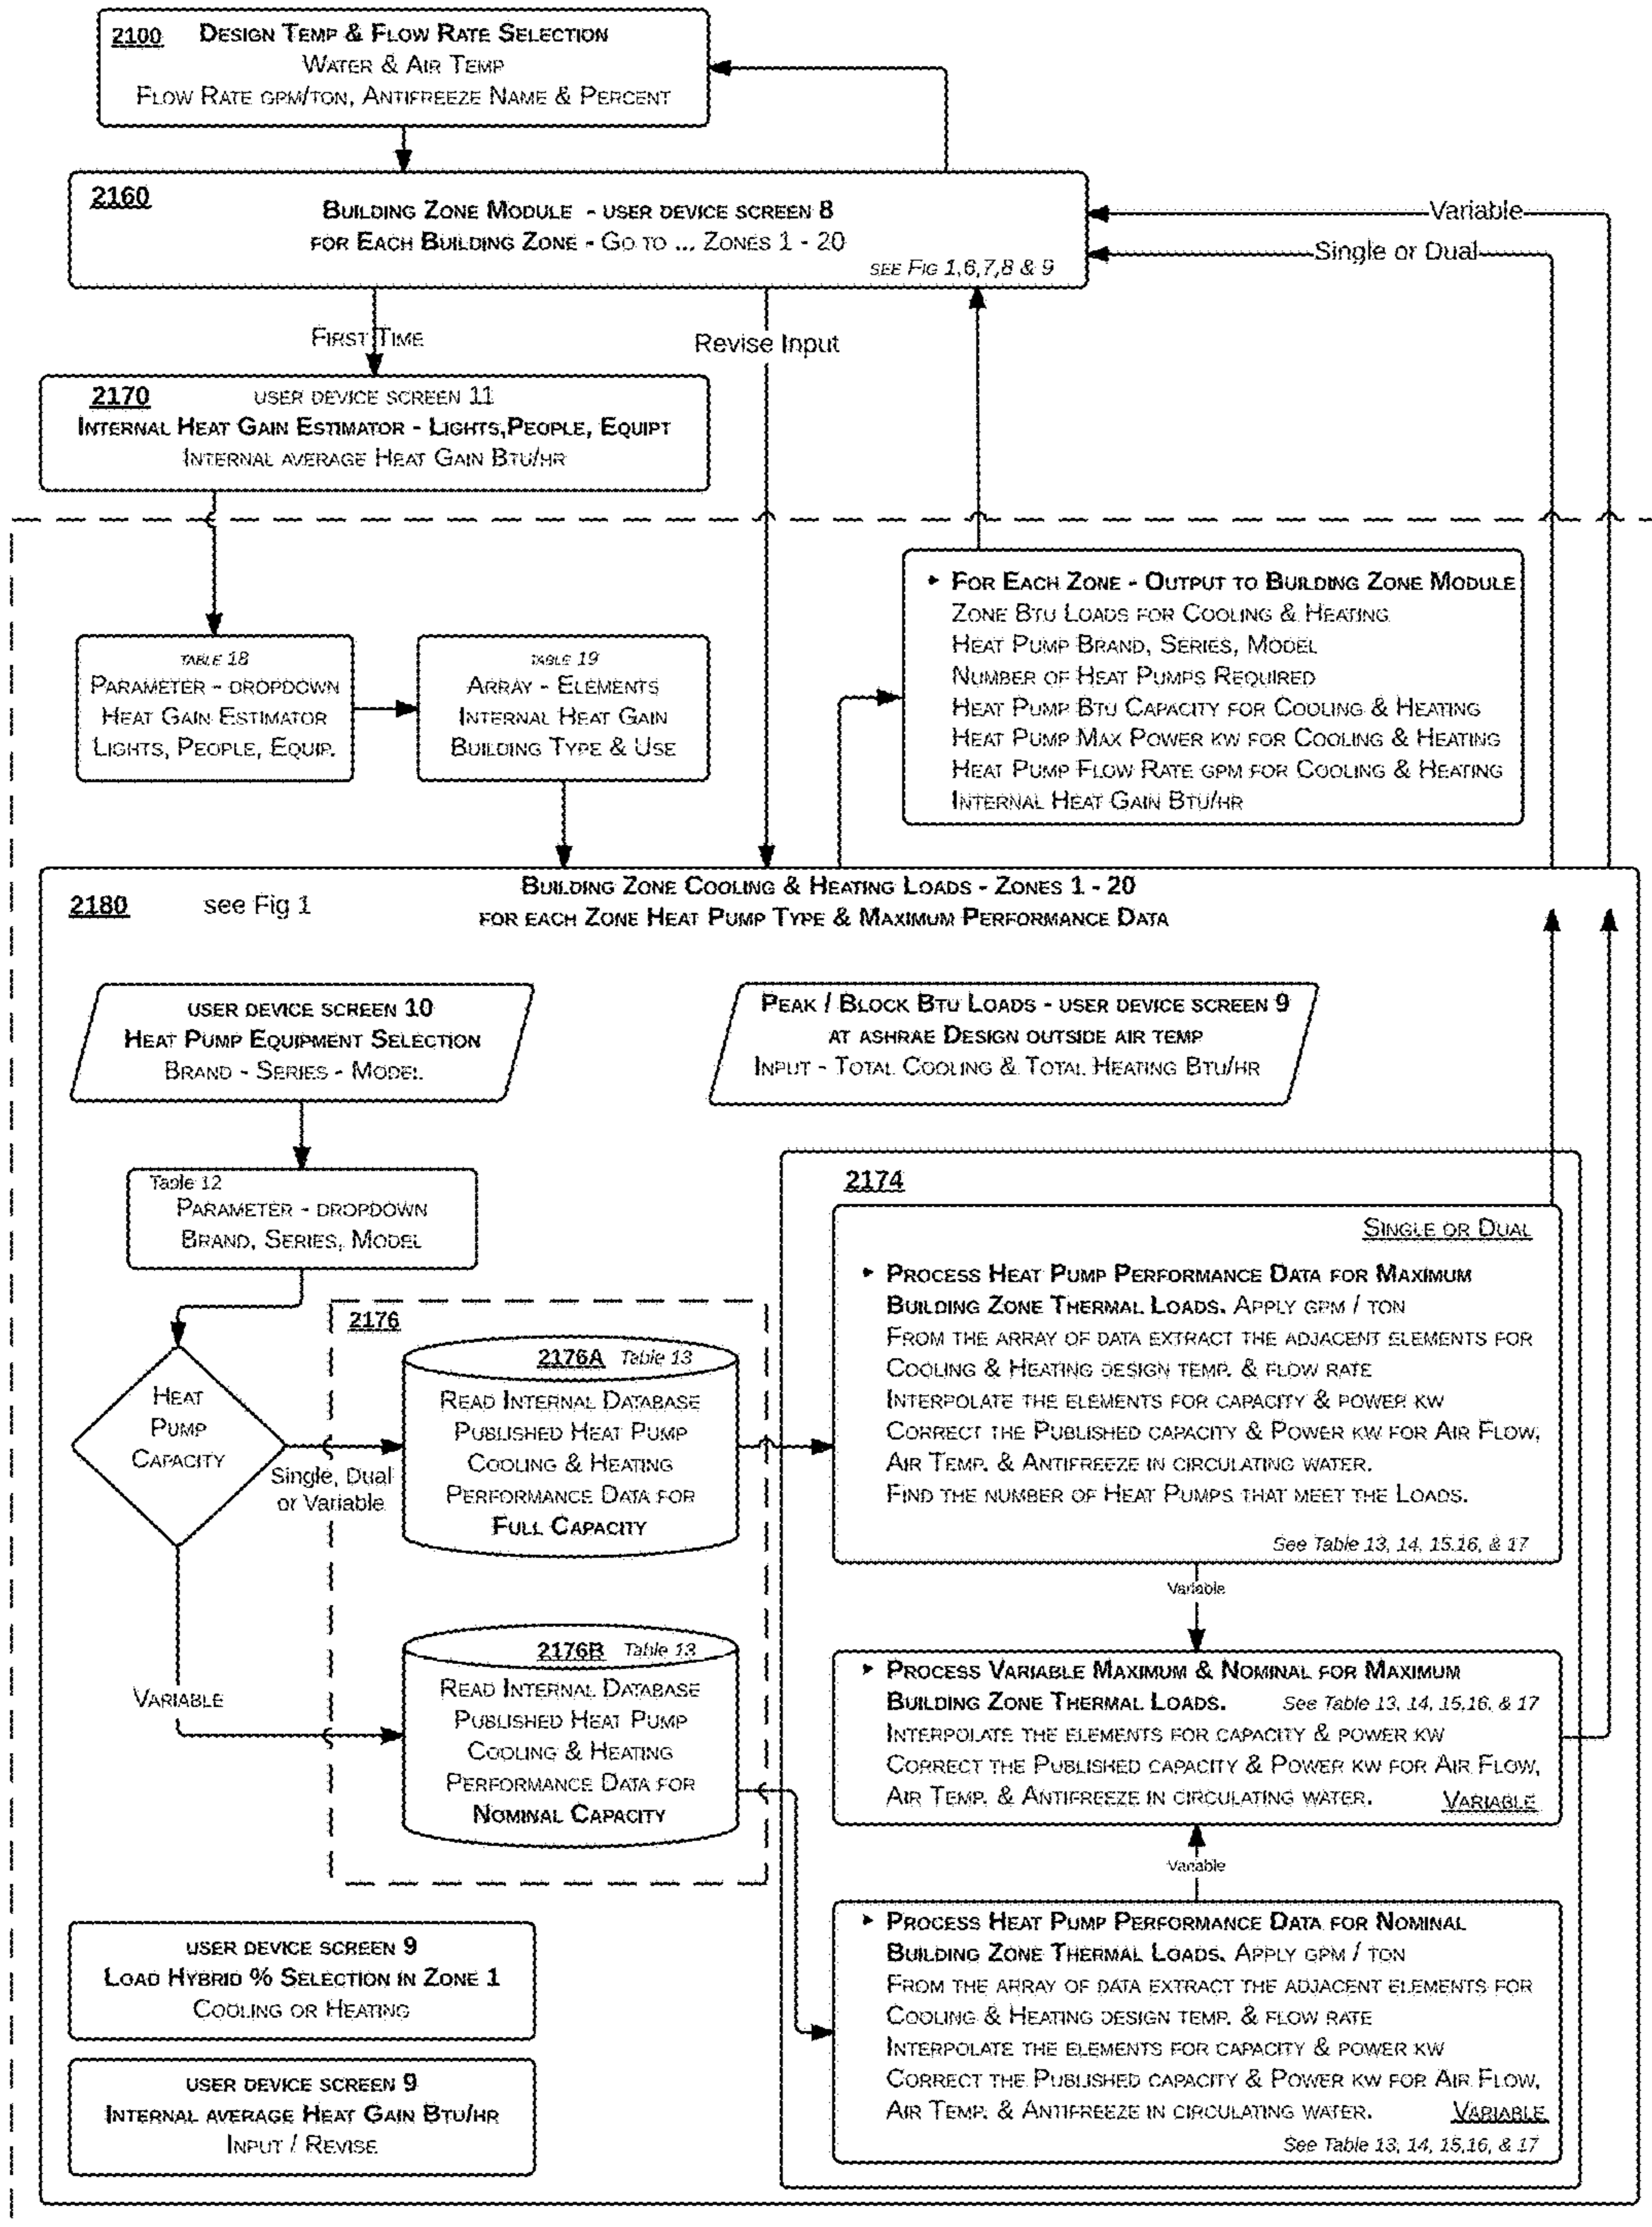 2100 Design Temp & Flow Rate Selection
Water & Air Temp
Flow Rate gpm/ton, Antifreeze Name & Percent
2160
Building Zone Module - user device screen 8
for Each Building Zone - Go to ... Zones 1 - 20
see Fig 1,6,7,8 & 9
Variable
Single or Dual
First Time
Revise Input
2170 user device screen 11
Internal Heat Gain Estimator - Lights,People, Equipt
Internal average Heat Gain Btu/hr
Table 18
Parameter - dropdown
Heat Gain Estimator
Lights, People, Equip.
Table 19
Array - Elements
Internal Heat Gain
Building Type & Use
For Each Zone - Output to Building Zone Module
Zone Btu Loads for Cooling & Heating
Heat Pump Brand, Series, Model
Number of Heat Pumps Required
Heat Pump Btu Capacity for Cooling & Heating
Heat Pump Max Power kw for Cooling & Heating
Heat Pump Flow Rate gpm for Cooling & Heating
Internal Heat Gain Btu/hr
2180 see Fig 1
Building Zone Cooling & Heating Loads - Zones 1 - 20
for each Zone Heat Pump Type & Maximum Performance Data
user device screen 10
Heat Pump Equipment Selection
Brand - Series - Model
Peak / Block Btu Loads - user device screen 9
at ashrae Design outside air temp
Input - Total Cooling & Total Heating Btu/hr
Table 12
Parameter - dropdown
Brand, Series, Model
Heat
Pump
Capacity
Single, Dual
or Variable
Variable
2176
2176A Table 13
Read Internal Database
Published Heat Pump
Cooling & Heating
Performance Data for
Full Capacity
2176B Table 13
Read Internal Database
Published Heat Pump
Cooling & Heating
Performance Data for
Nominal Capacity
2174
Single or Dual
Process Heat Pump Performance Data for Maximum
Building Zone Thermal Loads. Apply gpm / ton
From the array of data extract the adjacent elements for
Cooling & Heating design temp. & flow rate
Interpolate the elements for capacity & power kw
Correct the Published capacity & Power kw for Air Flow,
Air Temp. & Antifreeze in circulating water.
Find the number of Heat Pumps that meet the Loads.
See Table 13, 14, 15.16, & 17
Variable
Process Variable Maximum & Nominal for Maximum
Building Zone Thermal Loads. See Table 13, 14, 15,16, & 17
Interpolate the elements for capacity & power kw
Correct the Published capacity & Power kw for Air Flow,
Air Temp. & Antifreeze in circulating water. Variable
Variable
Process Heat Pump Performance Data for Nominal
Building Zone Thermal Loads. Apply gpm / ton
From the array of data extract the adjacent elements for
Cooling & Heating design temp. & flow rate
Interpolate the elements for capacity & power kw
Correct the Published capacity & Power kw for Air Flow,
Air Temp. & Antifreeze in circulating water. Variable
See Table 13, 14, 15,16, & 17
user device screen 9
Load Hybrid % Selection in Zone 1
Cooling or Heating
user device screen 9
Internal average Heat Gain Btu/hr
Input / Revise